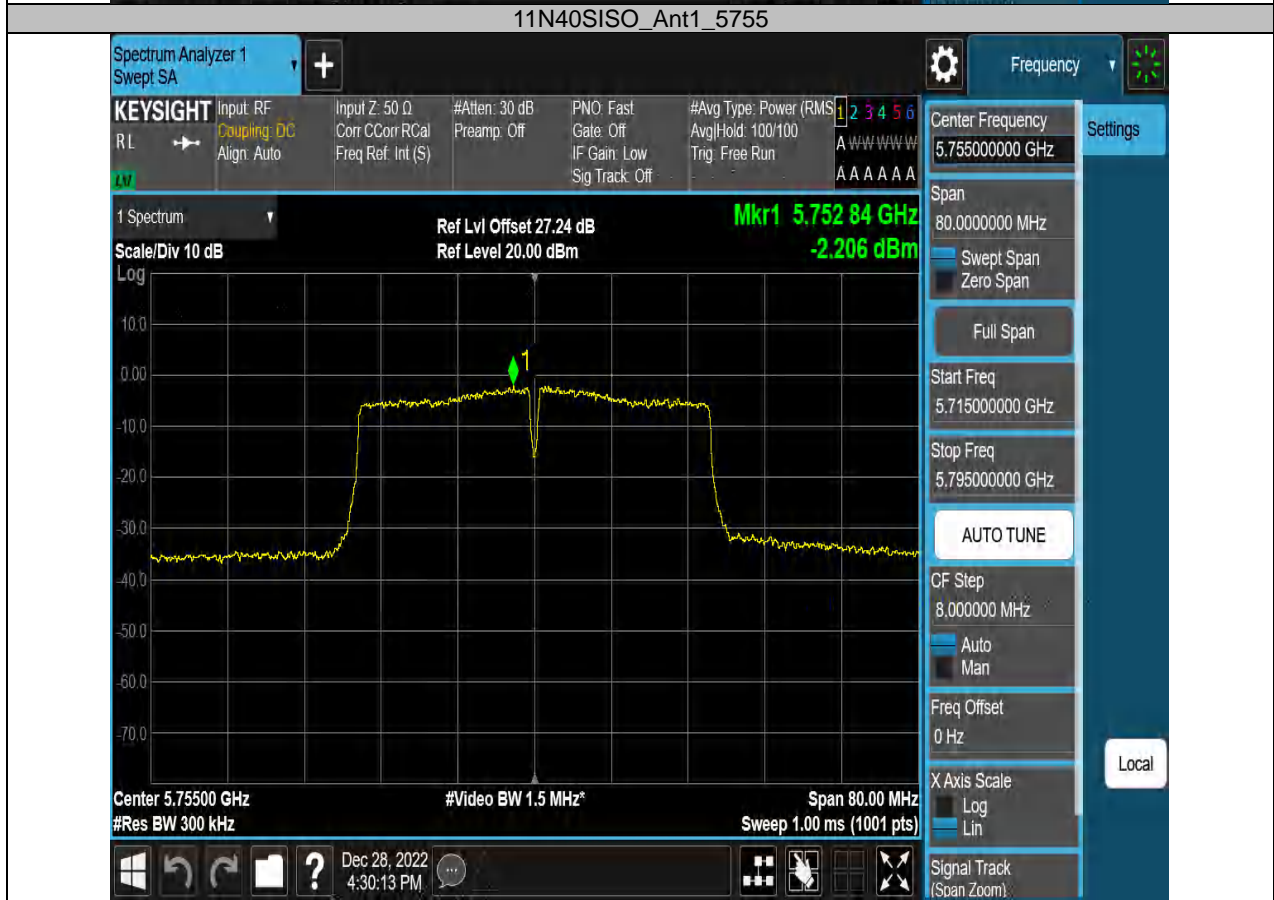 11N40SISO_Ant1_5755
Spectrum Analyzer 1
Swept SA
+
Frequency
KEYSIGHT
RL
Input: RF
Coupling: DC
Align: Auto
Input Z: 50 Ω
Corr CCorr RCal
Freq Ref: Int (S)
#Atten: 30 dB
Preamp: Off
PNO: Fast
Gate: Off
IF Gain: Low
Sig Track: Off
#Avg Type: Power (RMS
Avg|Hold: 100/100
Trig: Free Run
1 2 3 4 5 6
A W W W W W
A A A A A A
1 Spectrum
Scale/Div 10 dB
Ref Lvl Offset 27.24 dB
Ref Level 20.00 dBm
Mkr1 5.752 84 GHz
-2.206 dBm
Log
10.0
0.00
-10.0
-20.0
-30.0
-40.0
-50.0
-60.0
-70.0
1
Center 5.75500 GHz
#Res BW 300 kHz
#Video BW 1.5 MHz*
Span 80.00 MHz
Sweep 1.00 ms (1001 pts)
Center Frequency
5.755000000 GHz
Settings
Span
80.0000000 MHz
Swept Span
Zero Span
Full Span
Start Freq
5.715000000 GHz
Stop Freq
5.795000000 GHz
AUTO TUNE
CF Step
8.000000 MHz
Auto
Man
Freq Offset
0 Hz
X Axis Scale
Log
Lin
Local
Signal Track
(Span Zoom)
?
Dec 28, 2022
4:30:13 PM